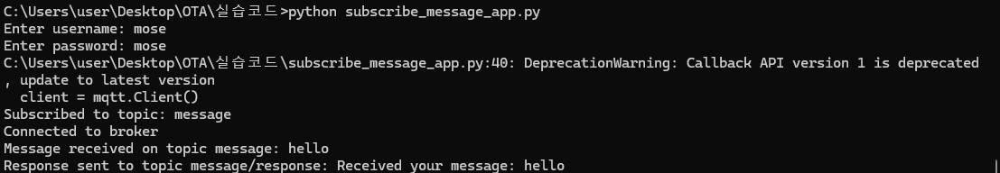 C:\Users\user\Desktop\OTA\실습코드>python subscribe_message_app.py
Enter username: mose
Enter password: mose
C:\Users\user\Desktop\OTA\실습코드\subscribe_message_app.py:40: DeprecationWarning: Callback API version 1 is deprecated
, update to latest version
  client = mqtt.Client()
Subscribed to topic: message
Connected to broker
Message received on topic message: hello
Response sent to topic message/response: Received your message: hello